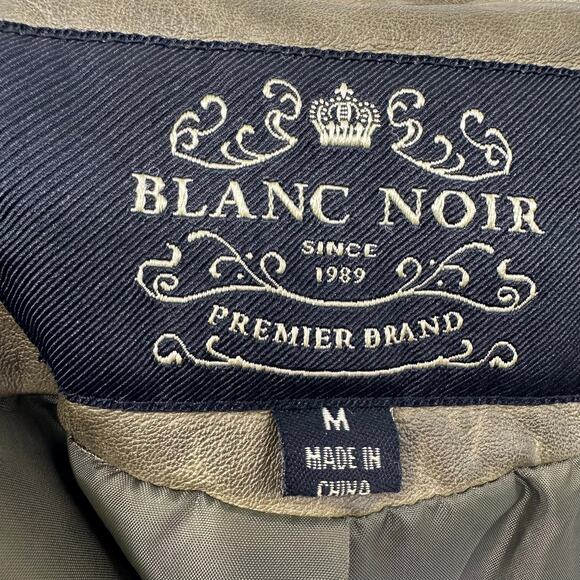 BLANC NOIR
SINCE
1989
PREMIER BRAND
M
MADE IN
CHINA